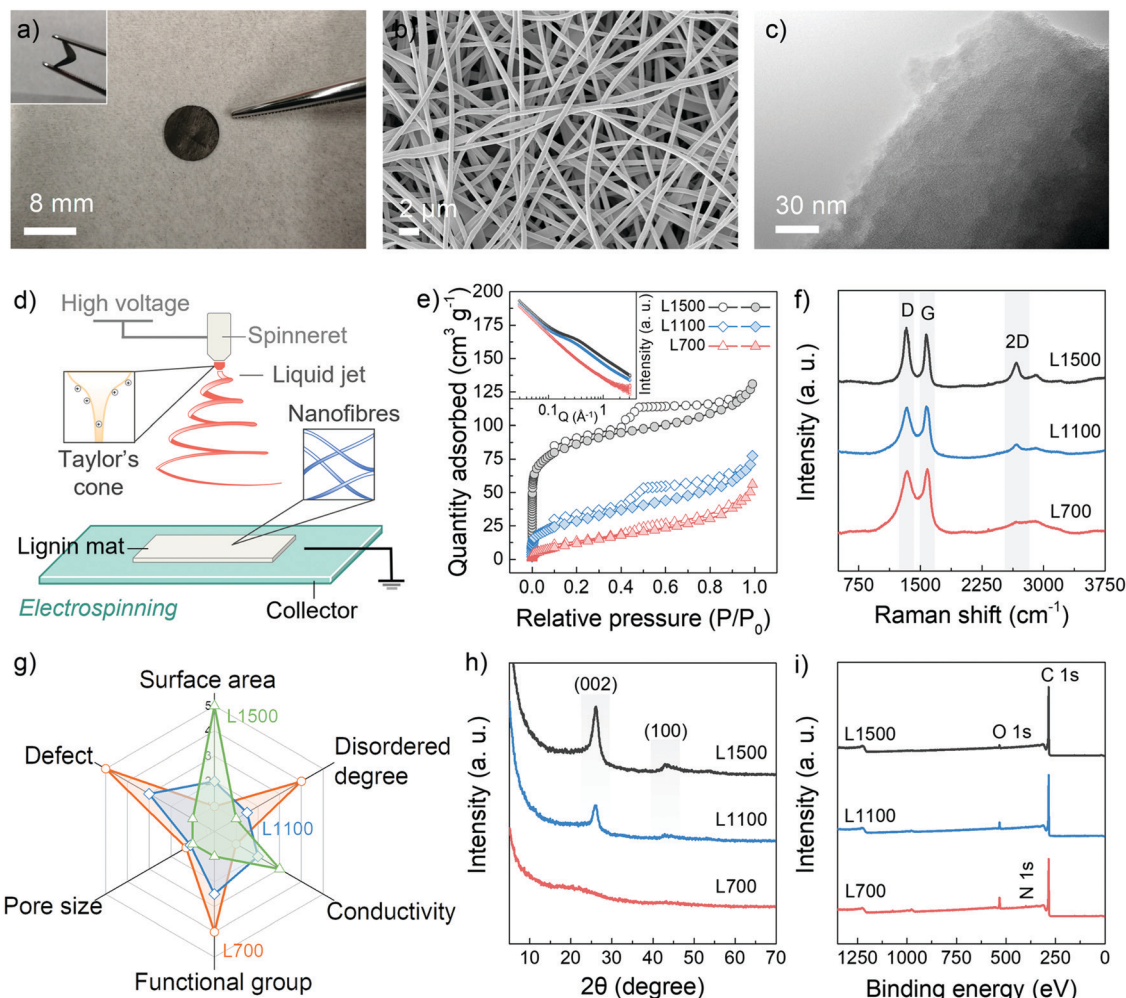 a)
8 mm
b)
2 μm
c)
30 nm
d)
High voltage
Spinneret
Liquid jet
Nanofibres
Taylor's
cone
Lignin mat
Electrospinning
Collector
e)
200
175
150
125
100
75
50
25
0
Quantity adsorbed (cm³ g⁻¹)
0.0 0.2 0.4 0.6 0.8 1.0
Relative pressure (P/P₀)
0.1
1
Q (Å⁻¹)
Intensity (a. u.)
L1500
L1100
L700
f)
D
G
2D
L1500
L1100
L700
Intensity (a. u.)
750 1500 2250 3000 3750
Raman shift (cm⁻¹)
g)
Surface area
5
4
3
2
L1500
Defect
Disordered
degree
L1100
Pore size
Conductivity
L700
Functional group
h)
(002)
(100)
L1500
L1100
L700
Intensity (a. u.)
10 20 30 40 50 60 70
2θ (degree)
i)
C 1s
O 1s
N 1s
L1500
L1100
L700
Intensity (a. u.)
1250 1000 750 500 250 0
Binding energy (eV)